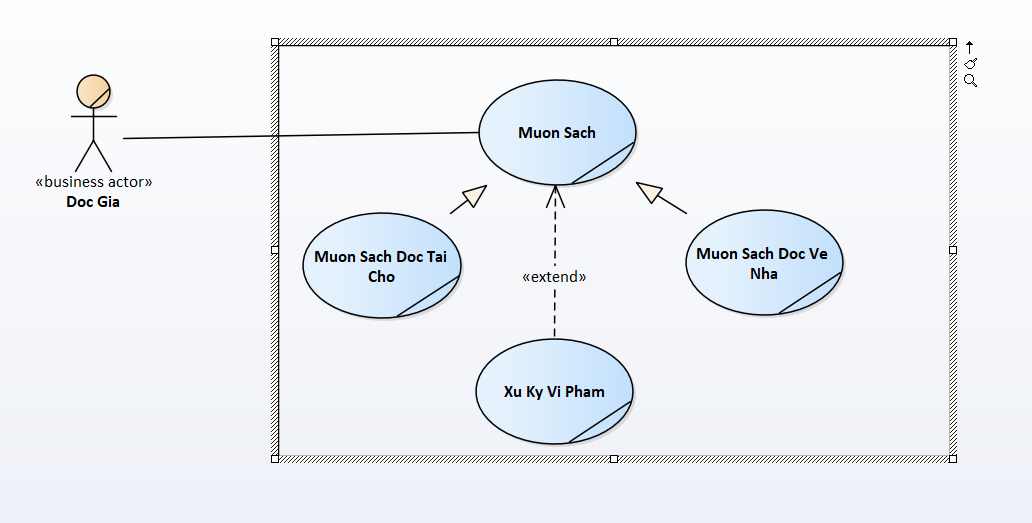 Muon Sach
«business actor»
Doc Gia
Muon Sach Doc Tai
Cho
Muon Sach Doc Ve
Nha
«extend»
Xu Ky Vi Pham